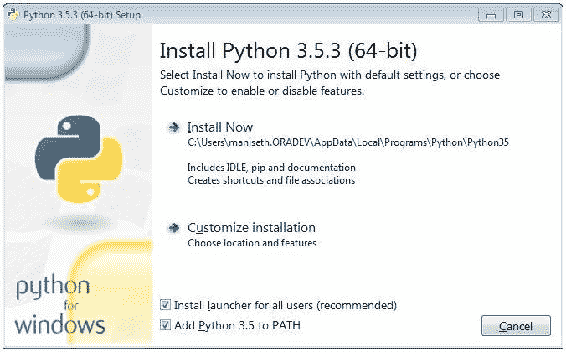 Python 3.5.3 (64-bit) Setup
Install Python 3.5.3 (64-bit)
Select Install Now to install Python with default settings, or choose
Customize to enable or disable features.
Install Now
C:\Users\maniseth.ORADEV\AppData\Local\Programs\Python\Python35
Includes IDLE, pip and documentation
Creates shortcuts and file associations
Customize installation
Choose location and features
python
for
windows
Install launcher for all users (recommended)
Add Python 3.5 to PATH
Cancel